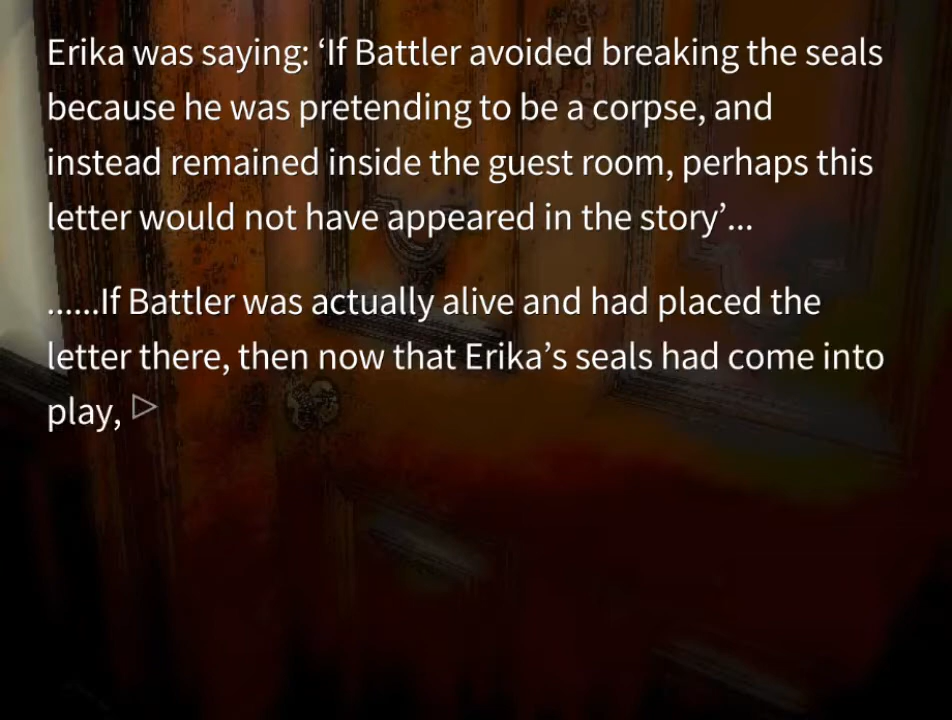 Erika was saying: ‘If Battler avoided breaking the seals
because he was pretending to be a corpse, and
instead remained inside the guest room, perhaps this
letter would not have appeared in the story’...
......If Battler was actually alive and had placed the
letter there, then now that Erika’s seals had come into
play,